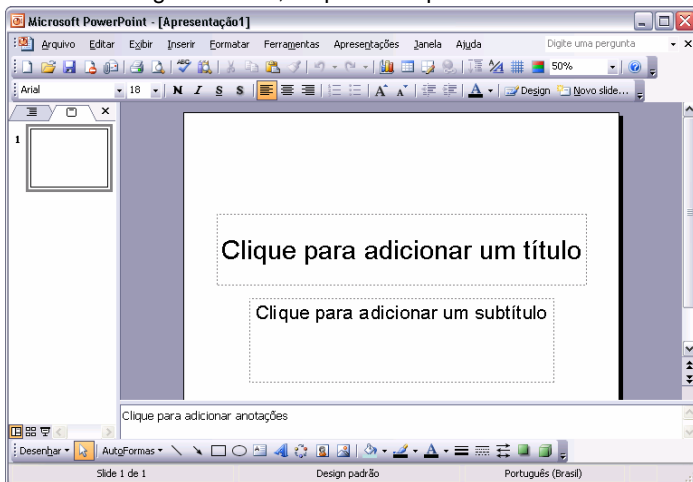 Microsoft PowerPoint - [Apresentação1]
Arquivo Editar Exibir Inserir Formatar Ferramentas Apresentações Janela Ajuda Digite uma pergunta
50%
Arial 18 N I S S A A A Design Novo slide...
1
Clique para adicionar um título
Clique para adicionar um subtítulo
Clique para adicionar anotações
Desenhar AutoFormas A
Slide 1 de 1 Design padrão Português (Brasil)